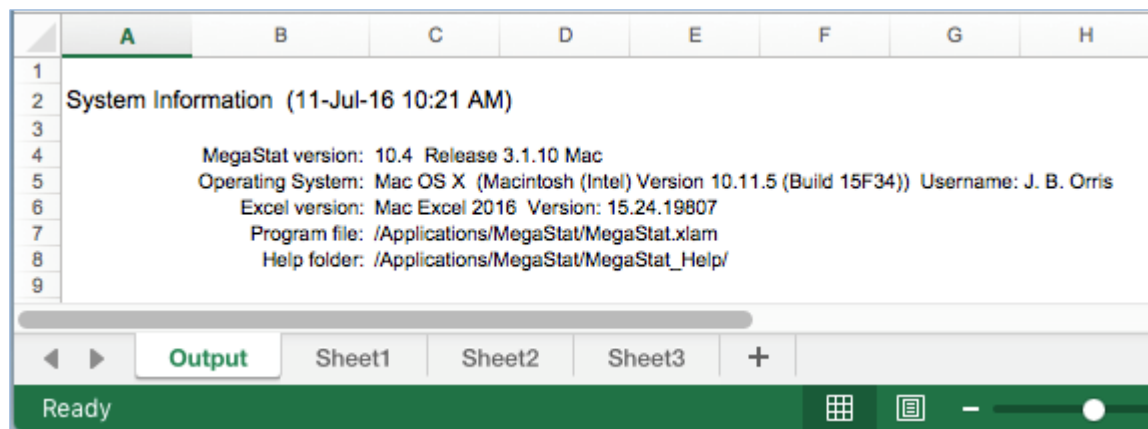 A B C D E F G H
1
2 System Information (11-Jul-16 10:21 AM)
3
4 MegaStat version: 10.4 Release 3.1.10 Mac
5 Operating System: Mac OS X (Macintosh (Intel) Version 10.11.5 (Build 15F34)) Username: J. B. Orris
6 Excel version: Mac Excel 2016 Version: 15.24.19807
7 Program file: /Applications/MegaStat/MegaStat.xlam
8 Help folder: /Applications/MegaStat/MegaStat_Help/
9
Output Sheet1 Sheet2 Sheet3 +
Ready